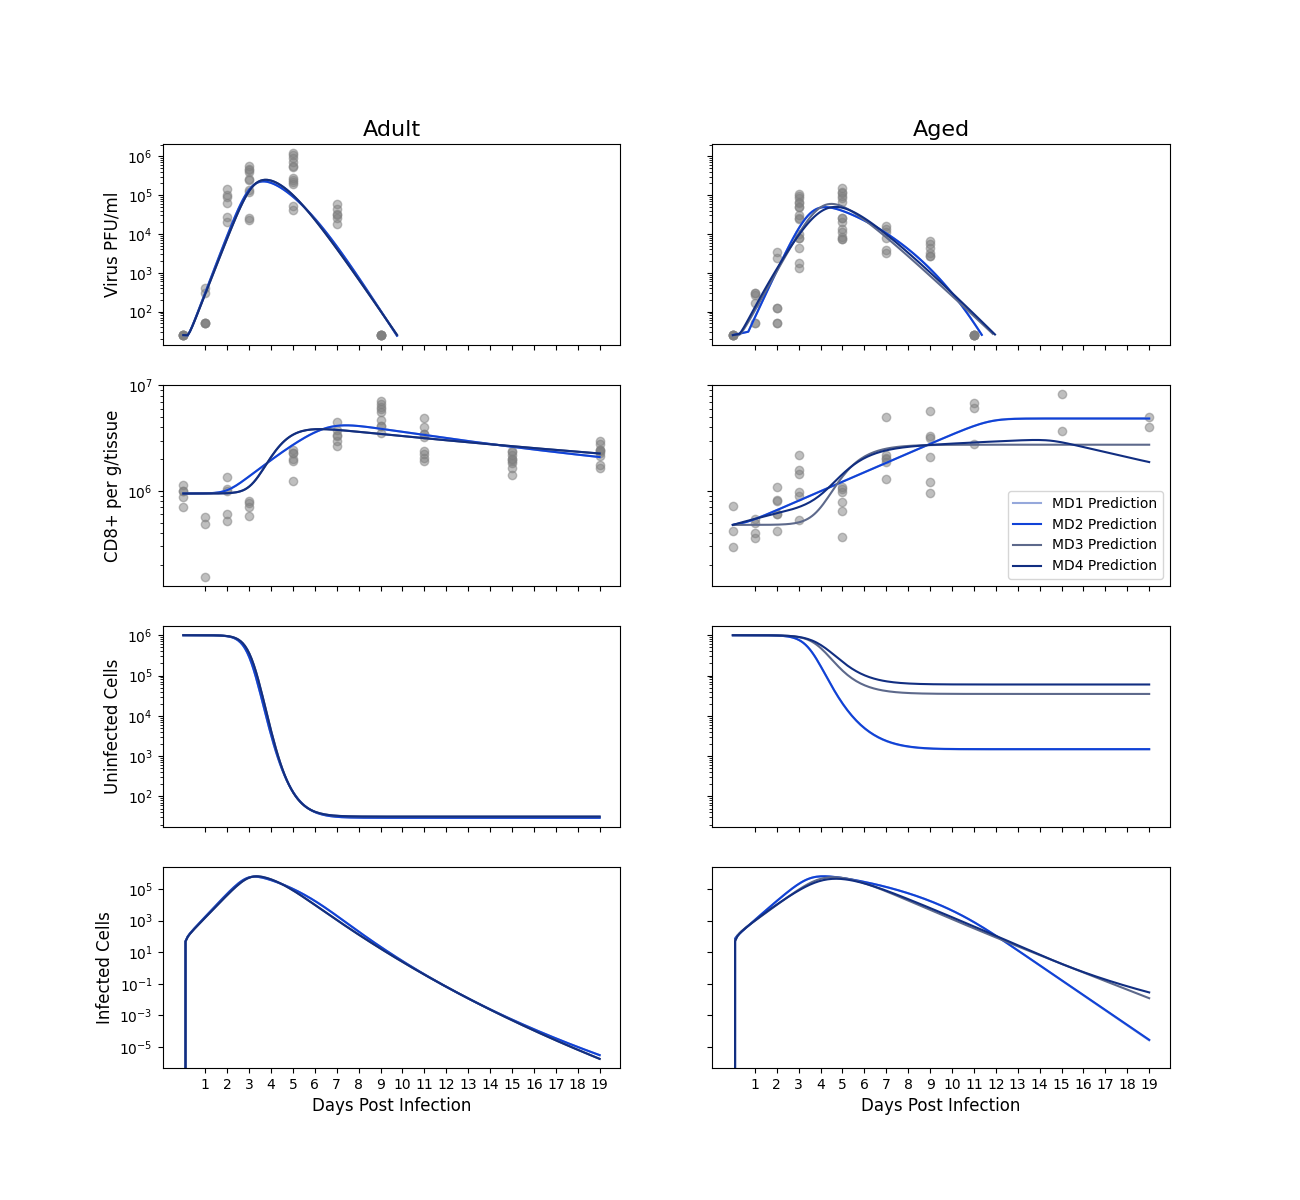 Adult
Aged
Virus PFU/ml
10^6
10^5
10^4
10^3
10^2
CD8+ per g/tissue
10^7
10^6
MD1 Prediction
MD2 Prediction
MD3 Prediction
MD4 Prediction
Uninfected Cells
10^6
10^5
10^4
10^3
10^2
Infected Cells
10^5
10^3
10^1
10^−1
10^−3
10^−5
1 2 3 4 5 6 7 8 9 10 11 12 13 14 15 16 17 18 19
1 2 3 4 5 6 7 8 9 10 11 12 13 14 15 16 17 18 19
Days Post Infection
Days Post Infection